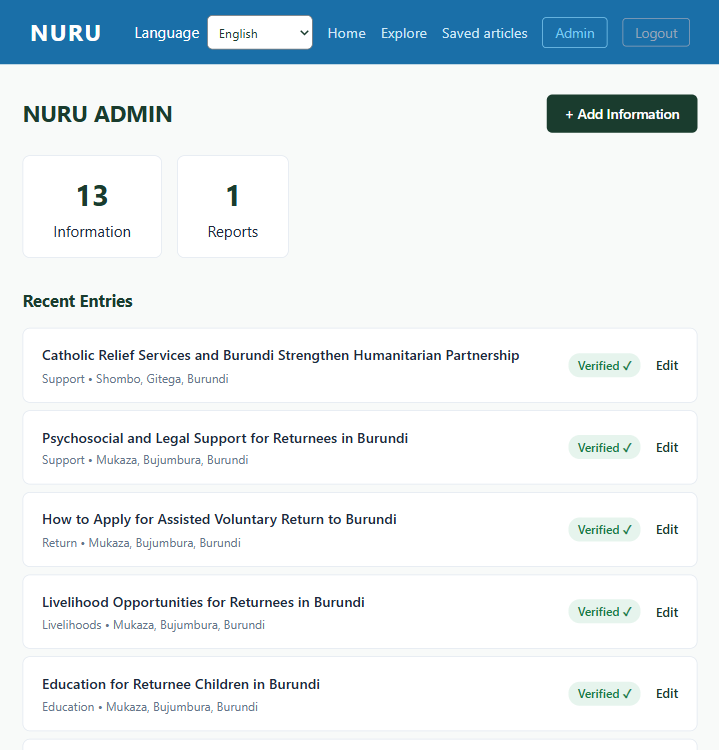 NURU Language English Home Explore Saved articles Admin Logout
NURU ADMIN + Add Information
13 1
Information Reports
Recent Entries
Catholic Relief Services and Burundi Strengthen Humanitarian Partnership
Support • Shombo, Gitega, Burundi
Verified ✓ Edit
Psychosocial and Legal Support for Returnees in Burundi
Support • Mukaza, Bujumbura, Burundi
Verified ✓ Edit
How to Apply for Assisted Voluntary Return to Burundi
Return • Mukaza, Bujumbura, Burundi
Verified ✓ Edit
Livelihood Opportunities for Returnees in Burundi
Livelihoods • Mukaza, Bujumbura, Burundi
Verified ✓ Edit
Education for Returnee Children in Burundi
Education • Mukaza, Bujumbura, Burundi
Verified ✓ Edit